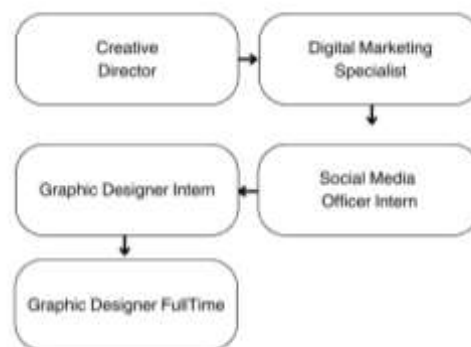 Creative
Director
Digital Marketing
Specialist
Social Media
Officer Intern
Graphic Designer Intern
Graphic Designer FullTime